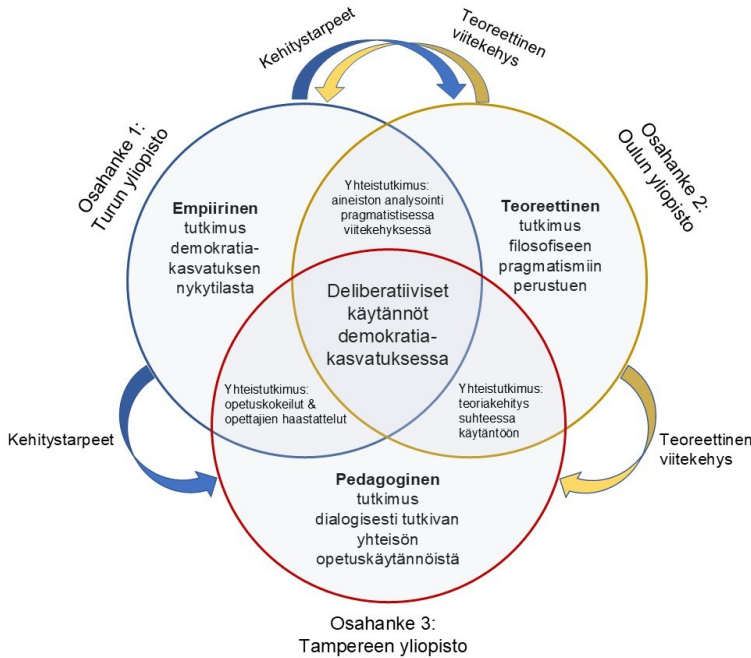 Kehitystarpeet
Teoreettinen
viitekehys
Osahanke 1:
Turun yliopisto
Osahanke 2:
Oulun yliopisto
Yhteistutkimus:
aineiston analysointi
pragmatistisessa
viitekehyksessä
Empiirinen
tutkimus
demokratia-
kasvatuksen
nykytilasta
Teoreettinen
tutkimus
filosofiseen
pragmatismiin
perustuen
Deliberatiiviset
käytännöt
demokratia-
kasvatuksessa
Yhteistutkimus:
opetuskokeilut &
opettajien haastattelut
Yhteistutkimus:
teoriakehitys
suhteessa
käytäntöön
Kehitystarpeet
Teoreettinen
viitekehys
Pedagoginen
tutkimus
dialogisesti tutkivan
yhteisön
opetuskäytännöistä
Osahanke 3:
Tampereen yliopisto